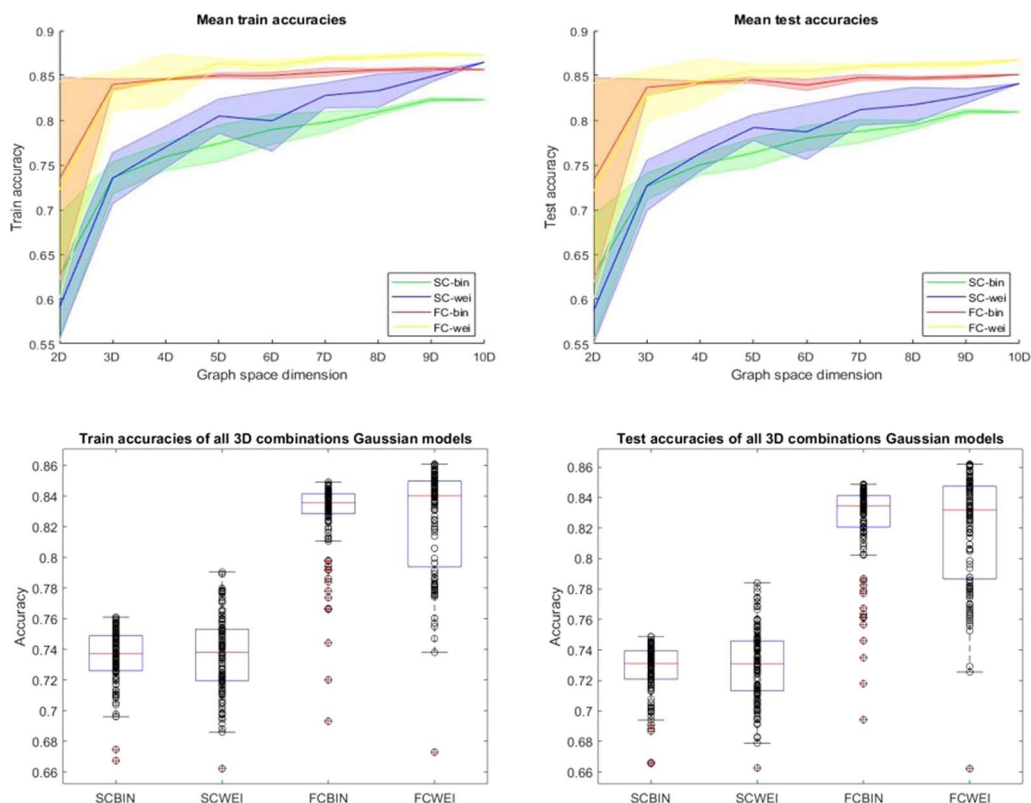 Mean train accuracies
0.9
0.85
0.8
0.75
0.7
0.65
0.6
0.55
Train accuracy
2D 3D 4D 5D 6D 7D 8D 9D 10D
Graph space dimension
SC-bin
SC-wei
FC-bin
FC-wei
Mean test accuracies
0.9
0.85
0.8
0.75
0.7
0.65
0.6
0.55
Test accuracy
2D 3D 4D 5D 6D 7D 8D 9D 10D
Graph space dimension
SC-bin
SC-wei
FC-bin
FC-wei
Train accuracies of all 3D combinations Gaussian models
0.86
0.84
0.82
0.8
0.78
0.76
0.74
0.72
0.7
0.68
0.66
Accuracy
SCBIN SCWEI FCBIN FCWEI
Test accuracies of all 3D combinations Gaussian models
0.86
0.84
0.82
0.8
0.78
0.76
0.74
0.72
0.7
0.68
0.66
Accuracy
SCBIN SCWEI FCBIN FCWEI